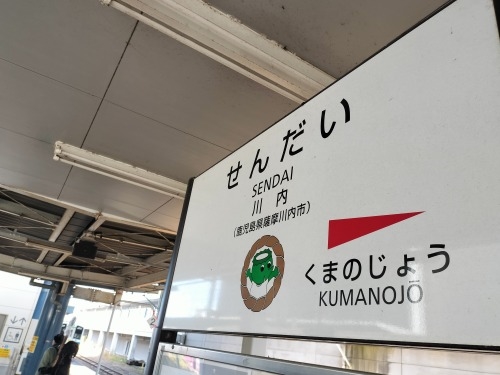 せんだい
SENDAI
川内
(鹿児島県薩摩川内市)
くまのじょう
KUMANOJŌ